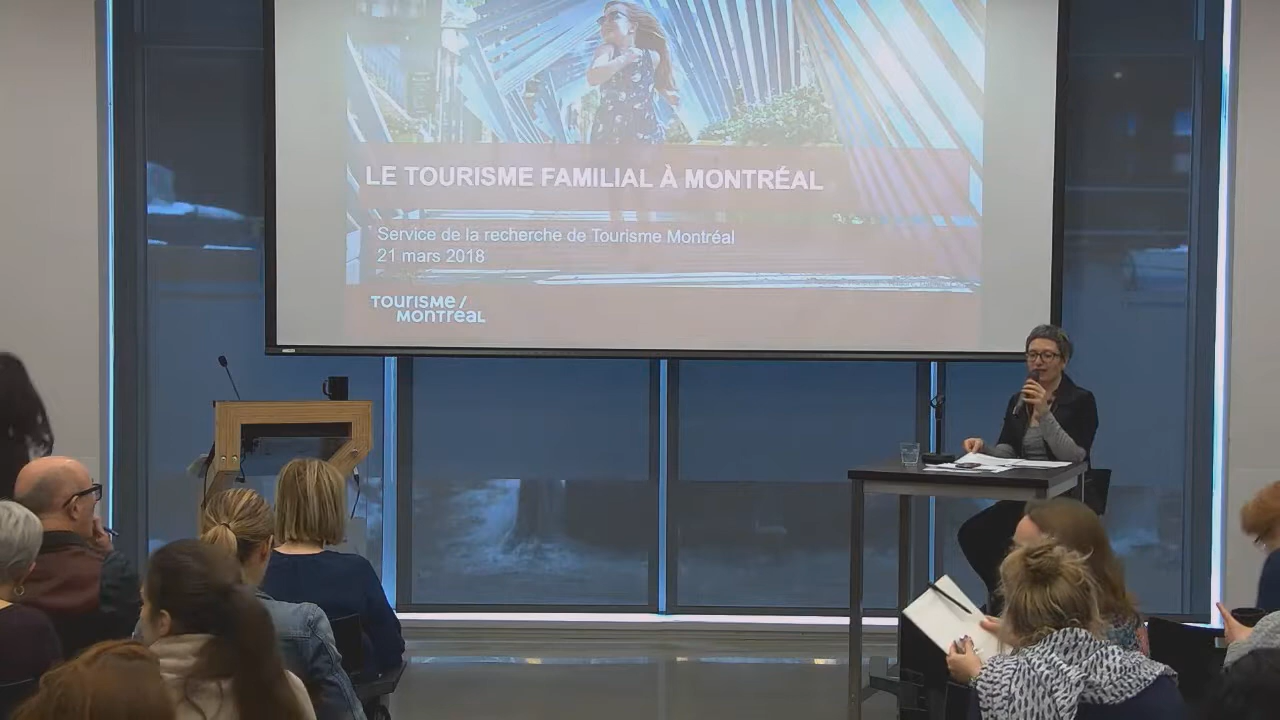 LE TOURISME FAMILIAL À MONTRÉAL
Service de la recherche de Tourisme Montréal
21 mars 2018
TOURISME /
MONTRÉAL